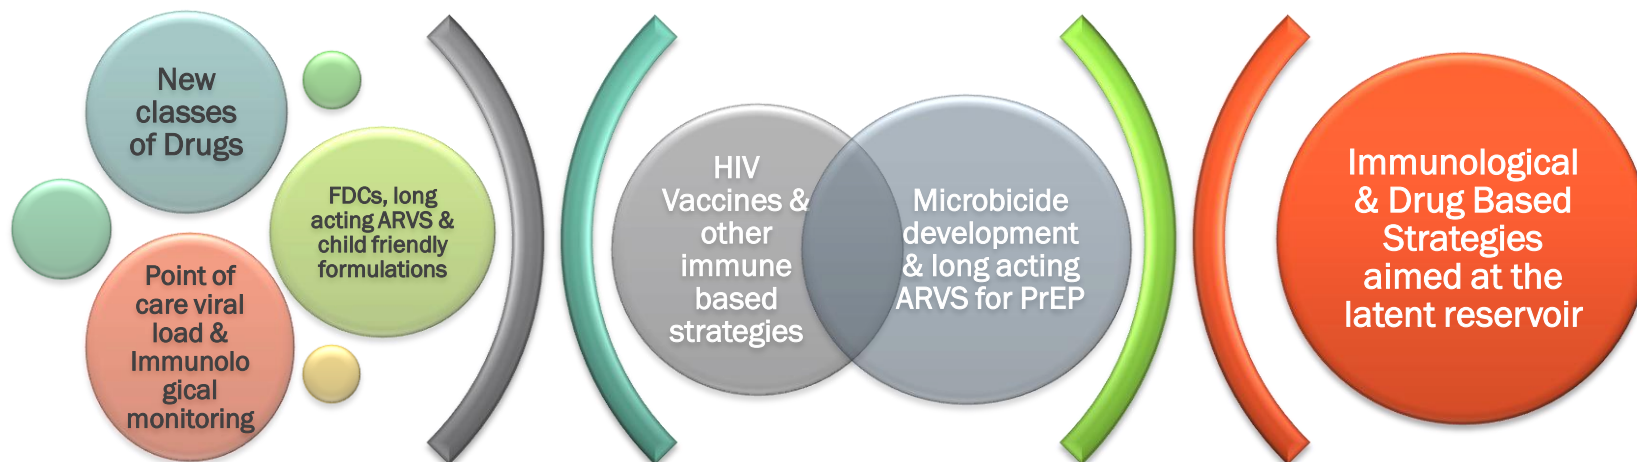 New
classes
of Drugs
FDCs, long
acting ARVS &
child friendly
formulations
Point of
care viral
load &
Immunolo
gical
monitoring
HIV
Vaccines &
other
immune
based
strategies
Microbicide
development
& long acting
ARVS for PrEP
Immunological
& Drug Based
Strategies
aimed at the
latent reservoir